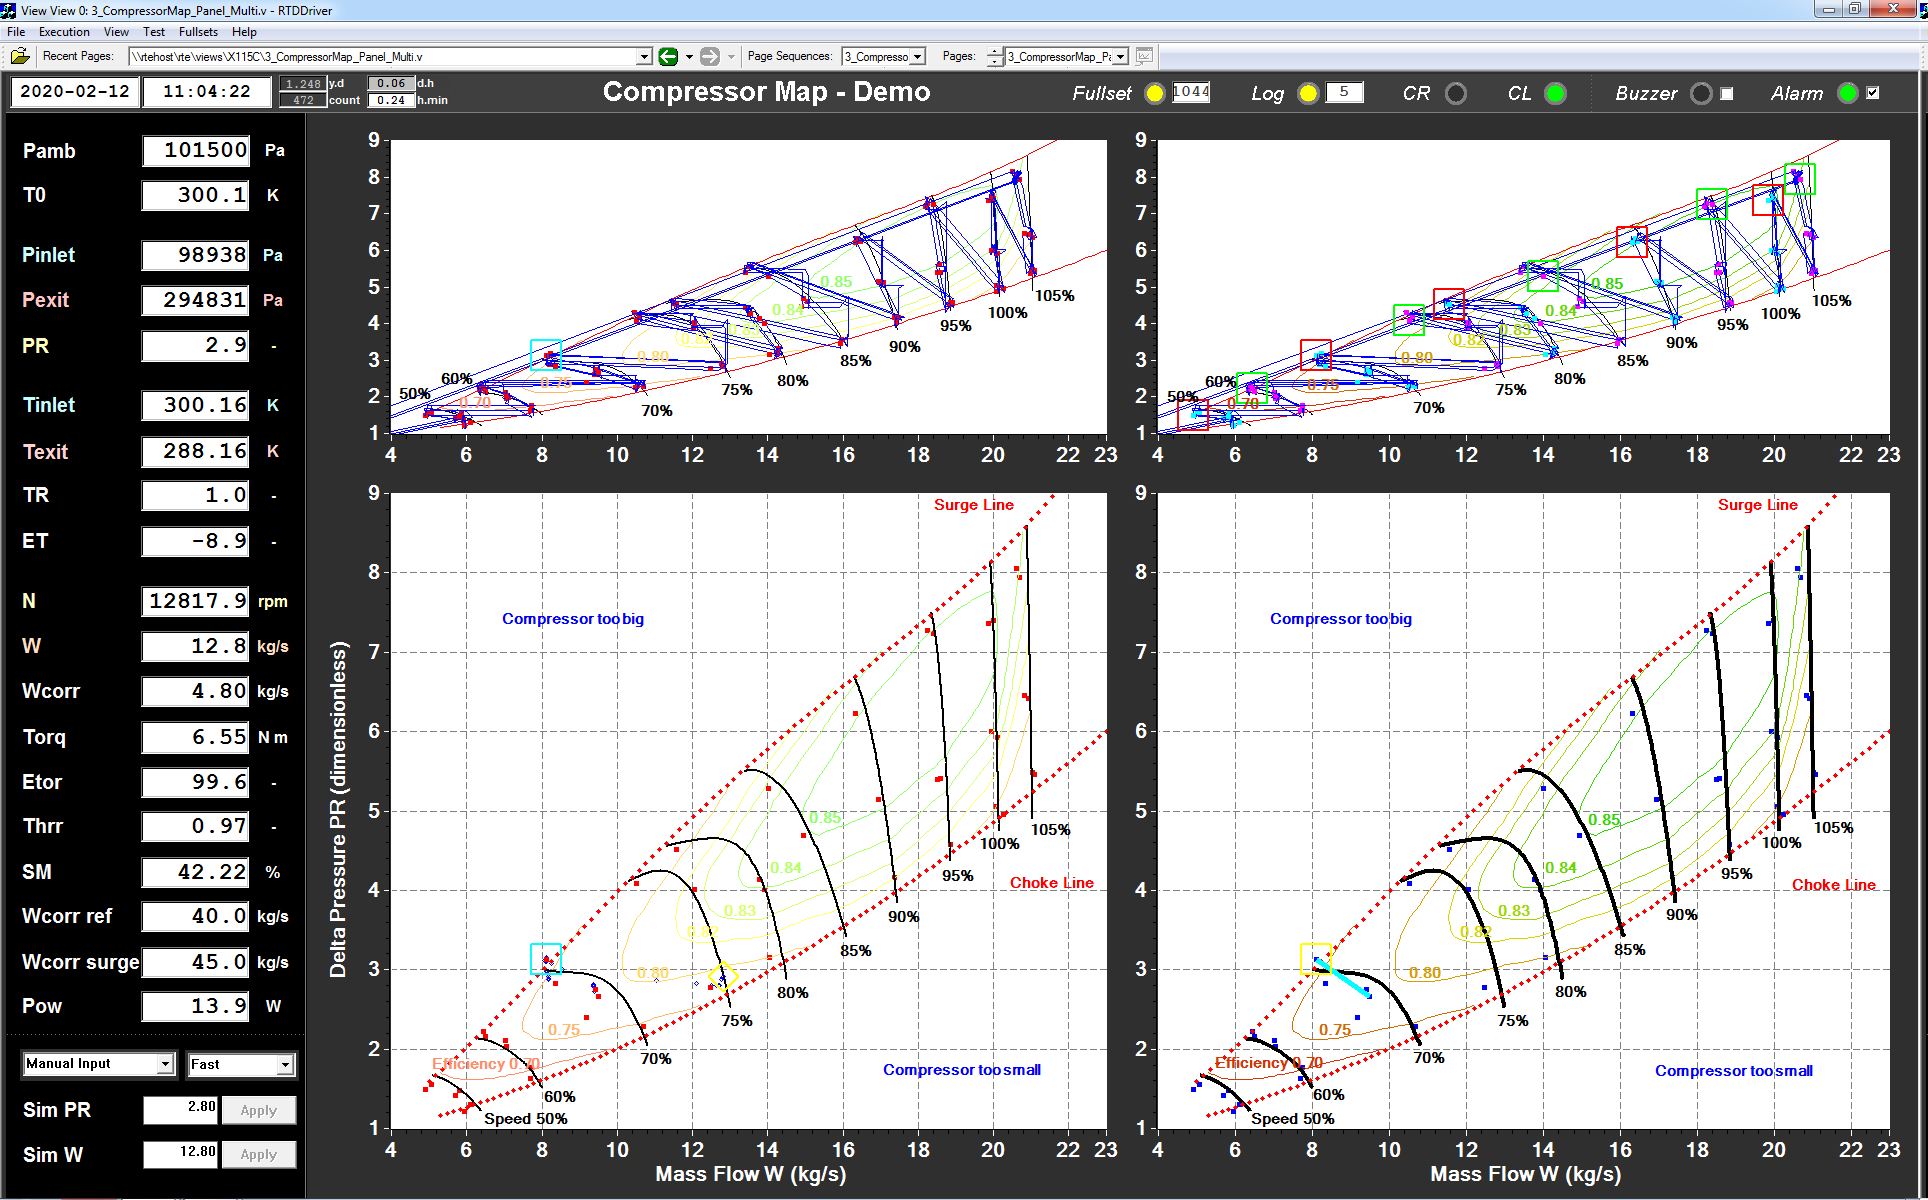 View View 0: 3_CompressorMap_Panel_Multi.v - RTDDriver
File Execution View Test Fullsets Help
Recent Pages: \\rtehost\rte\views\X115C\3_CompressorMap_Panel_Multi.v Page Sequences: 3_Compresso Pages: 3_CompressorMap_Pa
2020-02-12 11:04:22 1.248 y.d 0.06 d.h
472 count 0.24 h.min
Compressor Map - Demo Fullset 1044 Log 5 CR CL Buzzer Alarm
Pamb 101500 Pa
T0 300.1 K
Pinlet 98938 Pa
Pexit 294831 Pa
PR 2.9 -
Tinlet 300.16 K
Texit 288.16 K
TR 1.0 -
ET -8.9 -
N 12817.9 rpm
W 12.8 kg/s
Wcorr 4.80 kg/s
Torq 6.55 N m
Etor 99.6 -
Thrr 0.97 -
SM 42.22 %
Wcorr ref 40.0 kg/s
Wcorr surge 45.0 kg/s
Pow 13.9 W
Manual Input Fast
Sim PR 2.80 Apply
Sim W 12.80 Apply
9
8
7
6
5
4
3
2
1
0.85
0.84
0.80
0.75
0.70
105%
100%
95%
90%
85%
80%
75%
70%
60%
50%
4 6 8 10 12 14 16 18 20 22 23
9
8
7
6
5
4
3
2
1
0.85
0.84
0.83
0.82
0.80
0.75
0.70
105%
100%
95%
90%
85%
80%
75%
70%
60%
50%
4 6 8 10 12 14 16 18 20 22 23
Delta Pressure PR (dimensionless)
9
8
7
6
5
4
3
2
1
Surge Line
Compressor too big
0.85
0.84
0.83
0.82
0.80
0.75
Efficiency 0.70
105%
100%
95%
90%
85%
80%
75%
70%
60%
Speed 50%
Choke Line
Compressor too small
4 6 8 10 12 14 16 18 20 22 23
Mass Flow W (kg/s)
9
8
7
6
5
4
3
2
1
Surge Line
Compressor too big
0.85
0.84
0.83
0.82
0.80
0.75
Efficiency 0.70
105%
100%
95%
90%
85%
80%
75%
70%
60%
Speed 50%
Choke Line
Compressor too small
4 6 8 10 12 14 16 18 20 22 23
Mass Flow W (kg/s)